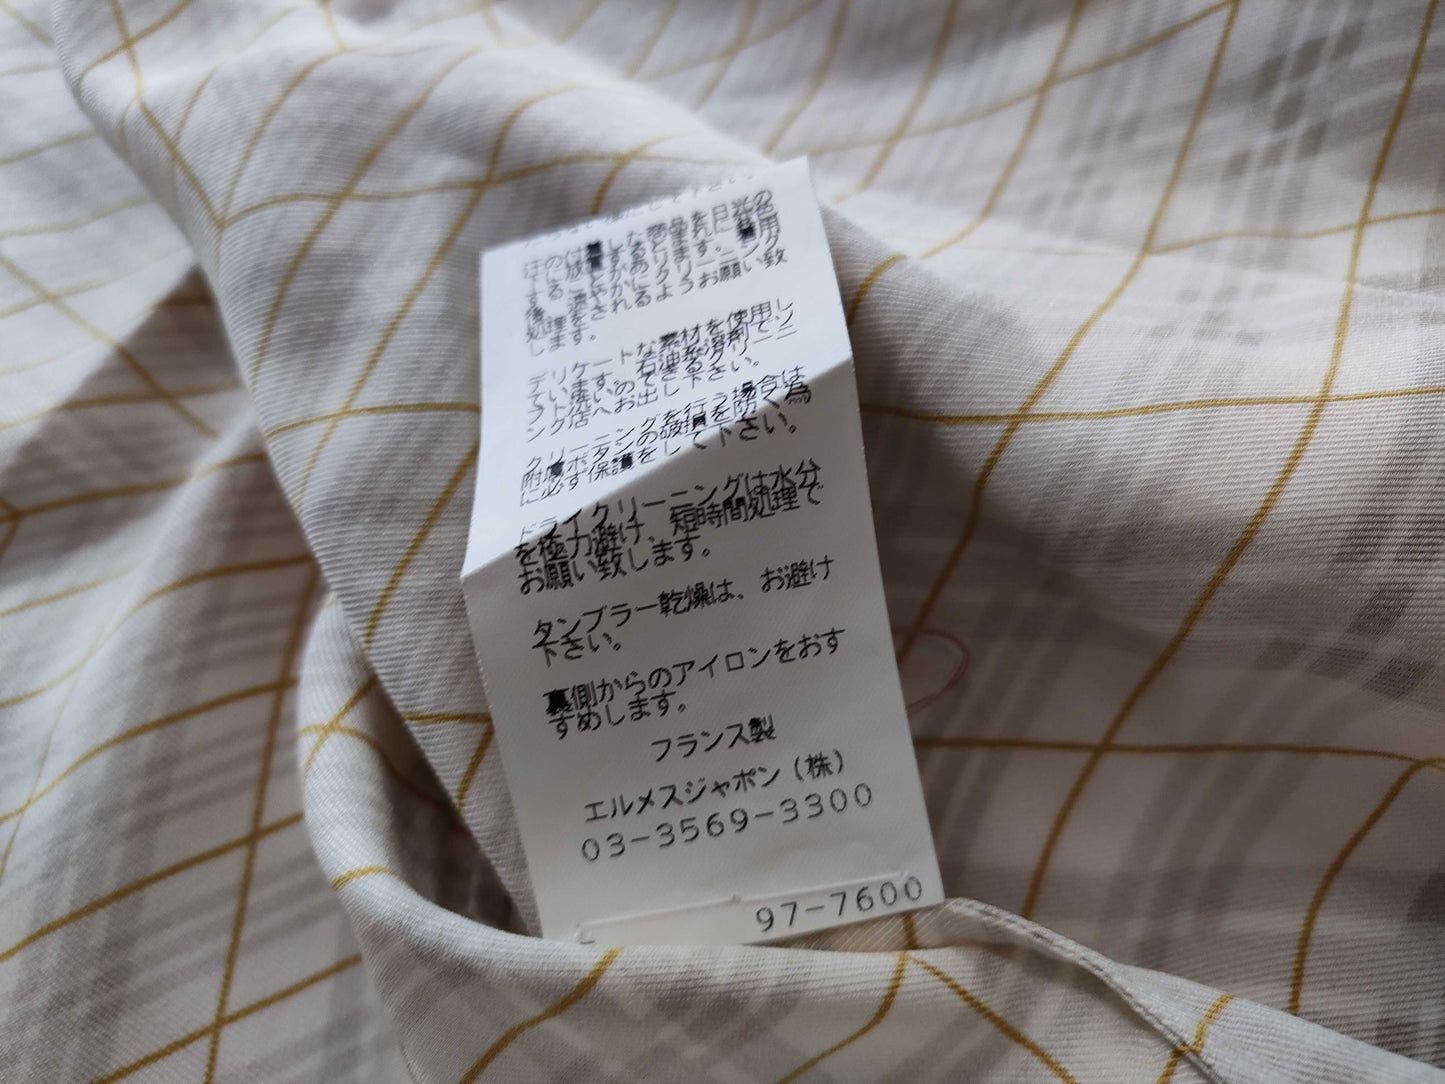 デリケートな素材を使用し
ています。石油系溶剤でソ
フト洗いのできるクリーニ
ング店へお出し下さい。
クリーニングを行う場合は
附属ボタンの破損を防ぐ為
に必ず保護をして下さい。
ドライクリーニングは水分
を極力避け、短時間処理で
お願い致します。
タンブラー乾燥は、お避け
下さい。
裏側からのアイロンをおす
すめします。
フランス製
エルメスジャポン(株)
03-3569-3300
97-7600